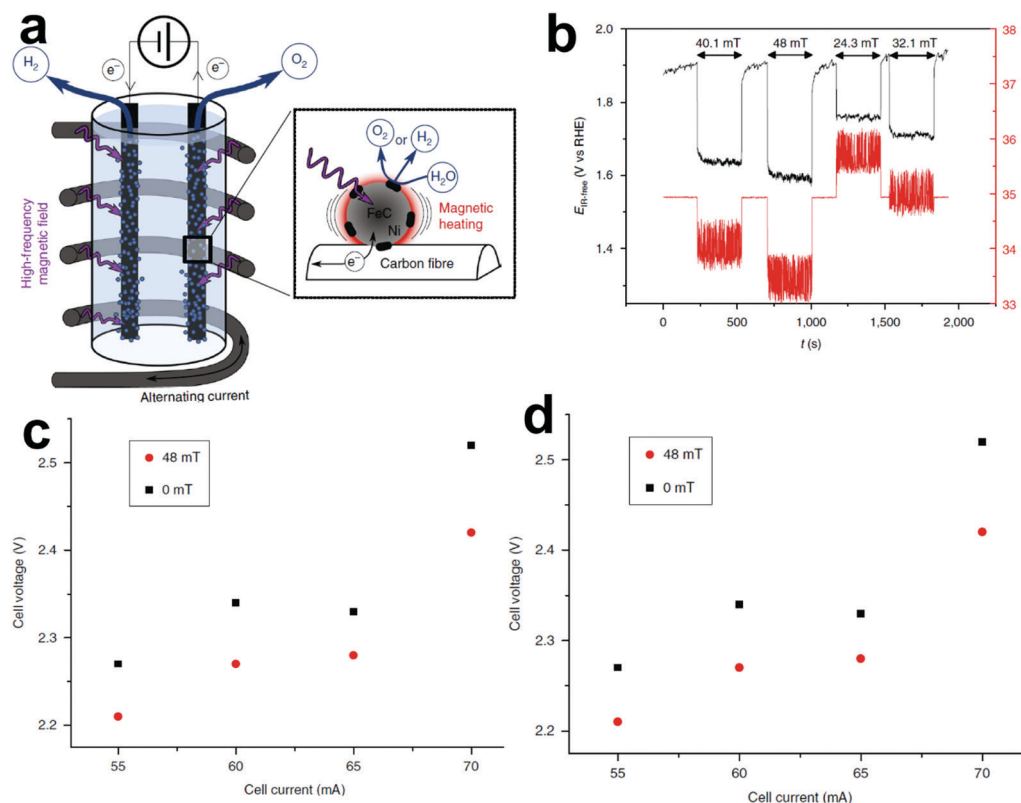 a
H2
O2
e−
e−
High-frequency
magnetic field
Alternating current
O2 or H2
H2O
FeC
Ni
Magnetic
heating
e−
Carbon fibre
b
40.1 mT
48 mT
24.3 mT
32.1 mT
EIR-free (V vs RHE)
2.0
1.8
1.6
1.4
38
37
36
35
34
33
0
500
1,000
1,500
2,000
t (s)
c
48 mT
0 mT
Cell voltage (V)
2.5
2.4
2.3
2.2
55
60
65
70
Cell current (mA)
d
48 mT
0 mT
Cell voltage (V)
2.5
2.4
2.3
2.2
55
60
65
70
Cell current (mA)